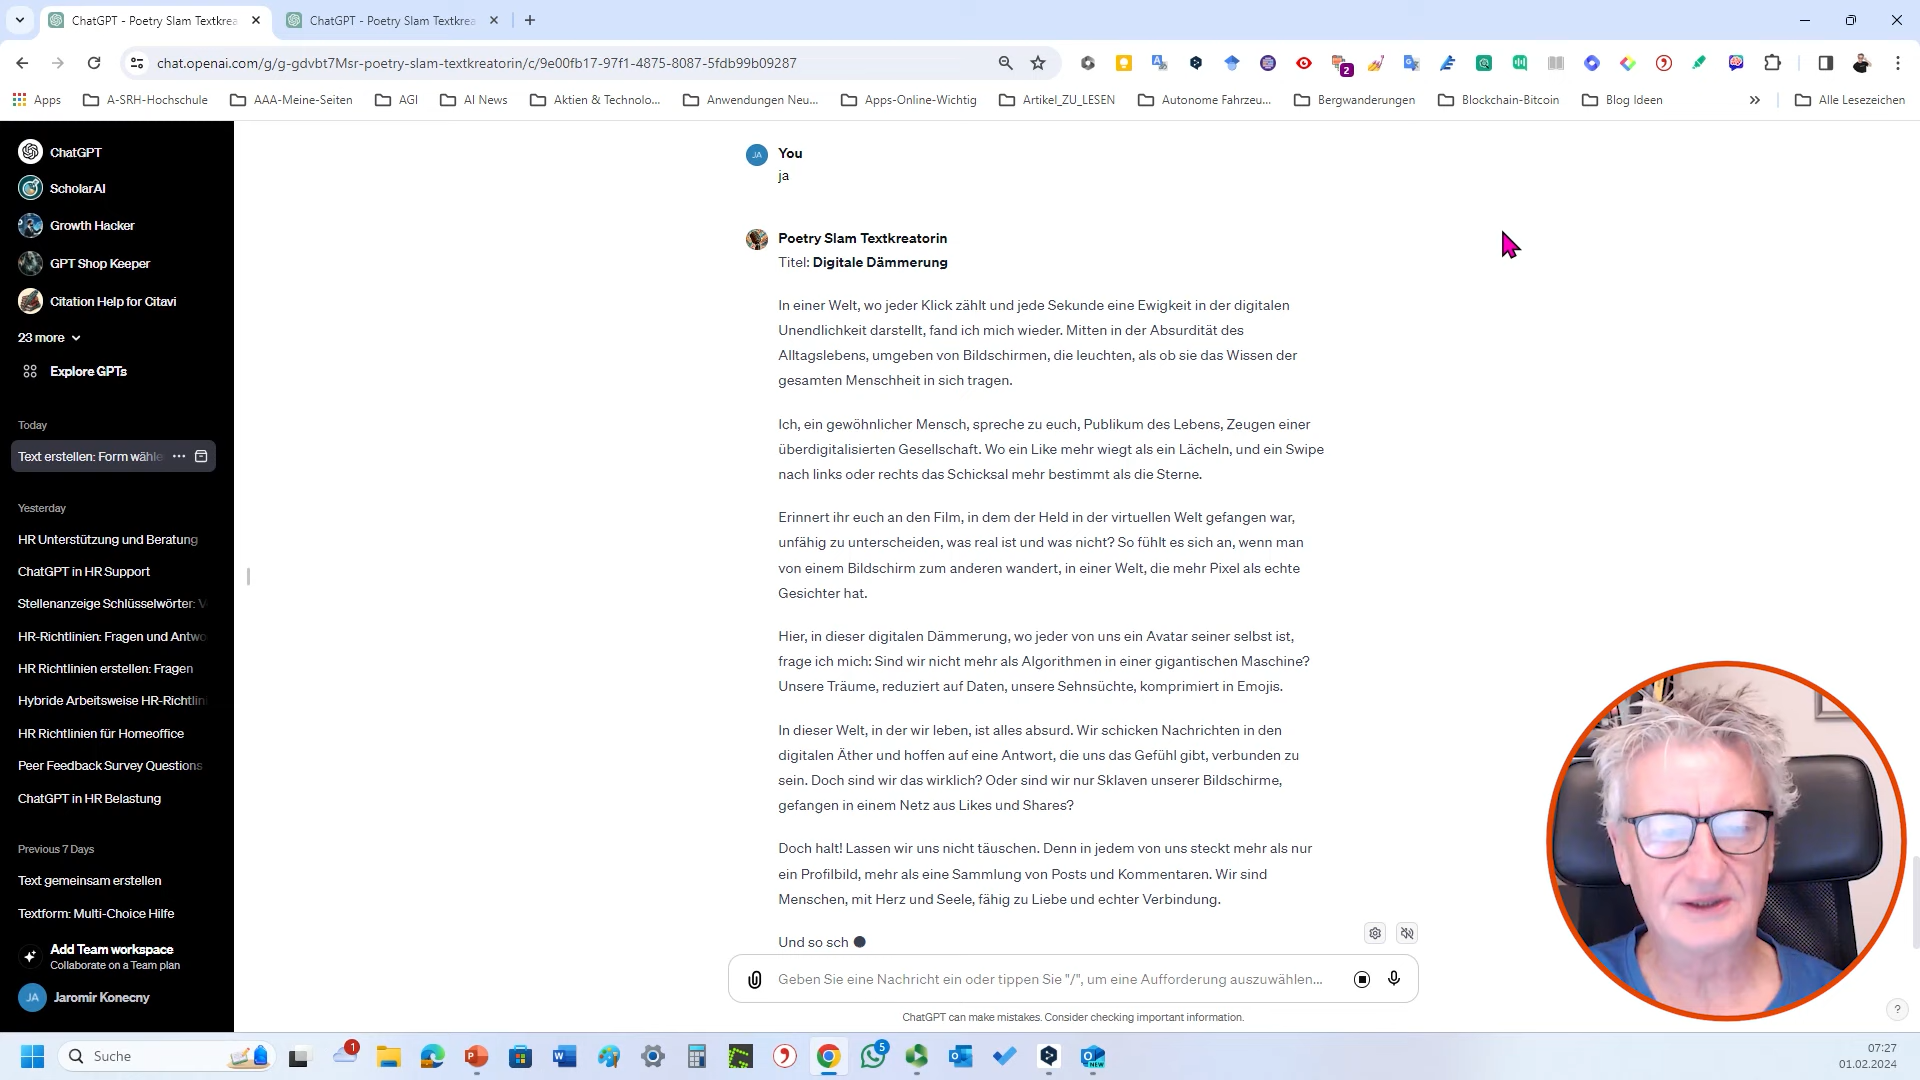 ChatGPT - Poetry Slam Textkrea
ChatGPT - Poetry Slam Textkrea
chat.openai.com/g/g-gdvbt7Msr-poetry-slam-textkreatorin/c/9e00fb17-97f1-4875-8087-5fdb99b09287
2
Apps
A-SRH-Hochschule
AAA-Meine-Seiten
AGI
AI News
Aktien & Technolo...
Anwendungen Neu...
Apps-Online-Wichtig
Artikel_ZU_LESEN
Autonome Fahrzeu...
Bergwanderungen
Blockchain-Bitcoin
Blog Ideen
Alle Lesezeichen
ChatGPT
ScholarAI
Growth Hacker
GPT Shop Keeper
Citation Help for Citavi
23 more
Explore GPTs
Today
Text erstellen: Form wähle
Yesterday
HR Unterstützung und Beratung
ChatGPT in HR Support
Stellenanzeige Schlüsselwörter: V
HR-Richtlinien: Fragen und Antwo
HR Richtlinien erstellen: Fragen
Hybride Arbeitsweise HR-Richtlin
HR Richtlinien für Homeoffice
Peer Feedback Survey Questions
ChatGPT in HR Belastung
Previous 7 Days
Text gemeinsam erstellen
Textform: Multi-Choice Hilfe
Add Team workspace
Collaborate on a Team plan
JA
Jaromir Konecny
JA
You
ja
Poetry Slam Textkreatorin
Titel: Digitale Dämmerung
In einer Welt, wo jeder Klick zählt und jede Sekunde eine Ewigkeit in der digitalen
Unendlichkeit darstellt, fand ich mich wieder. Mitten in der Absurdität des
Alltagslebens, umgeben von Bildschirmen, die leuchten, als ob sie das Wissen der
gesamten Menschheit in sich tragen.
Ich, ein gewöhnlicher Mensch, spreche zu euch, Publikum des Lebens, Zeugen einer
überdigitalisierten Gesellschaft. Wo ein Like mehr wiegt als ein Lächeln, und ein Swipe
nach links oder rechts das Schicksal mehr bestimmt als die Sterne.
Erinnert ihr euch an den Film, in dem der Held in der virtuellen Welt gefangen war,
unfähig zu unterscheiden, was real ist und was nicht? So fühlt es sich an, wenn man
von einem Bildschirm zum anderen wandert, in einer Welt, die mehr Pixel als echte
Gesichter hat.
Hier, in dieser digitalen Dämmerung, wo jeder von uns ein Avatar seiner selbst ist,
frage ich mich: Sind wir nicht mehr als Algorithmen in einer gigantischen Maschine?
Unsere Träume, reduziert auf Daten, unsere Sehnsüchte, komprimiert in Emojis.
In dieser Welt, in der wir leben, ist alles absurd. Wir schicken Nachrichten in den
digitalen Äther und hoffen auf eine Antwort, die uns das Gefühl gibt, verbunden zu
sein. Doch sind wir das wirklich? Oder sind wir nur Sklaven unserer Bildschirme,
gefangen in einem Netz aus Likes und Shares?
Doch halt! Lassen wir uns nicht täuschen. Denn in jedem von uns steckt mehr als nur
ein Profilbild, mehr als eine Sammlung von Posts und Kommentaren. Wir sind
Menschen, mit Herz und Seele, fähig zu Liebe und echter Verbindung.
Und so sch
Geben Sie eine Nachricht ein oder tippen Sie "/", um eine Aufforderung auszuwählen...
ChatGPT can make mistakes. Consider checking important information.
?
Suche
1
5
NEW
07:27
01.02.2024